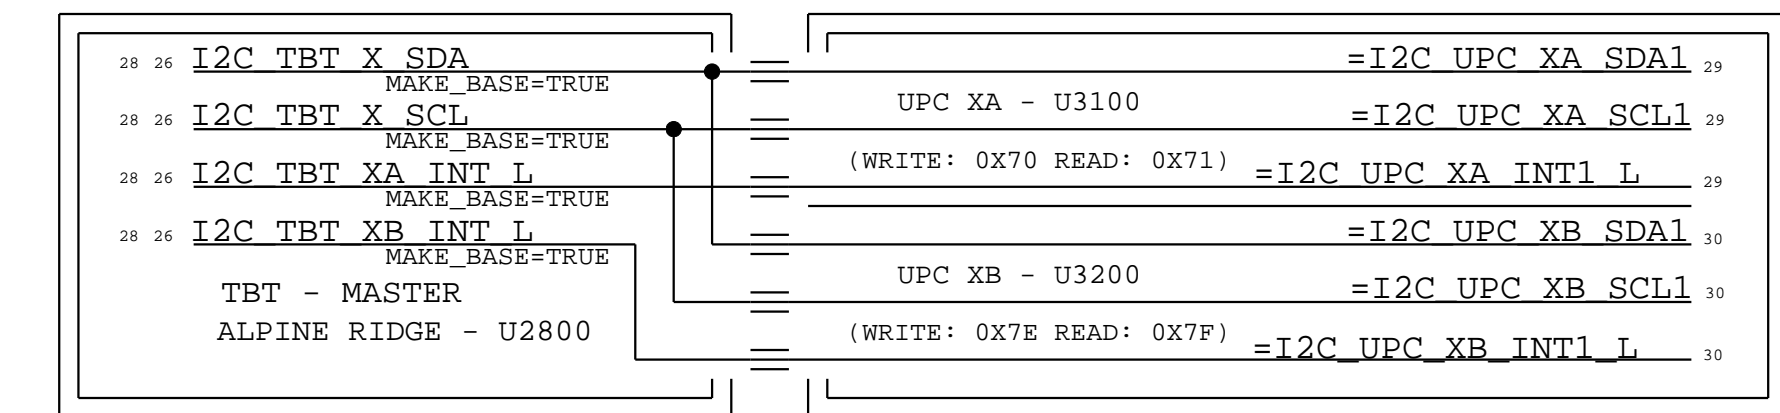 28 26 I2C_TBT_X_SDA =I2C_UPC_XA_SDA1 29
MAKE_BASE=TRUE
UPC XA - U3100
28 26 I2C_TBT_X_SCL =I2C_UPC_XA_SCL1 29
MAKE_BASE=TRUE
(WRITE: 0X70 READ: 0X71)
28 26 I2C_TBT_XA_INT_L =I2C_UPC_XA_INT1_L 29
MAKE_BASE=TRUE
28 26 I2C_TBT_XB_INT_L =I2C_UPC_XB_SDA1 30
MAKE_BASE=TRUE
UPC XB - U3200
TBT - MASTER =I2C_UPC_XB_SCL1 30
ALPINE RIDGE - U2800 (WRITE: 0X7E READ: 0X7F)
=I2C_UPC_XB_INT1_L 30